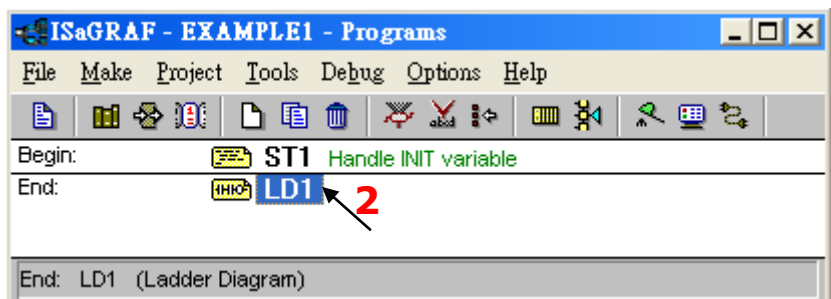 ISaGRAF - EXAMPLE1 - Programs
File Make Project Tools Debug Options Help
Begin: ST1 Handle INIT variable
End: LD1
2
End: LD1 (Ladder Diagram)